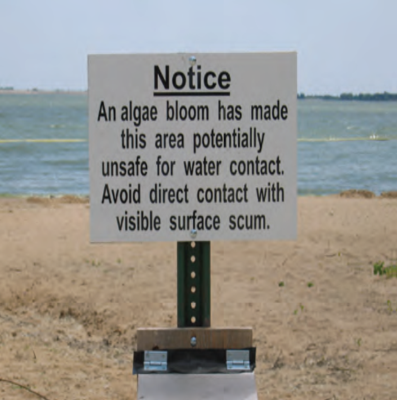 Notice
An algae bloom has made
this area potentially
unsafe for water contact.
Avoid direct contact with
visible surface scum.